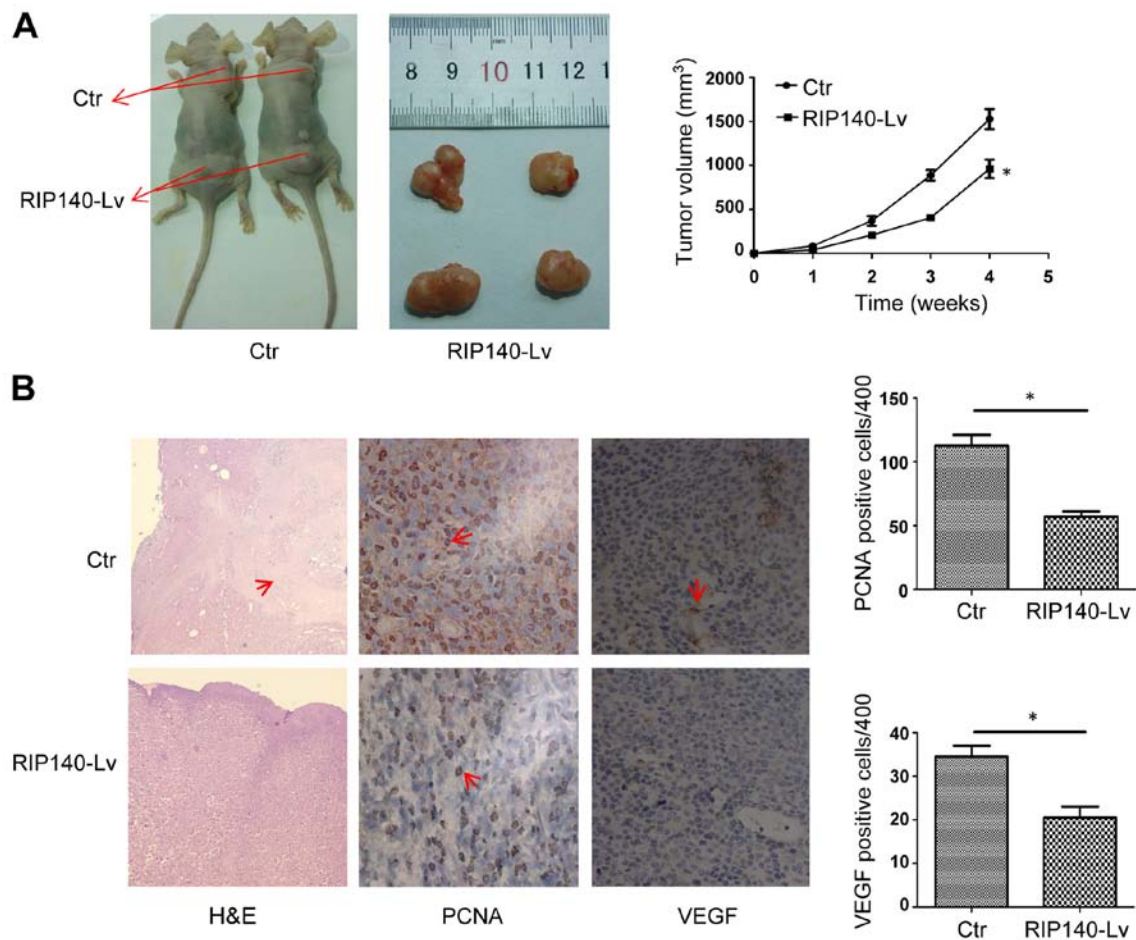 A
Ctr
RIP140-Lv
Ctr
mm
8 9 10 11 12 1
RIP140-Lv
Tumor volume (mm³)
2000
1500
1000
500
0
Ctr
RIP140-Lv
*
0 1 2 3 4 5
Time (weeks)
B
Ctr
RIP140-Lv
H&E PCNA VEGF
PCNA positive cells/400
150
100
50
0
*
Ctr RIP140-Lv
VEGF positive cells/400
40
30
20
10
0
*
Ctr RIP140-Lv